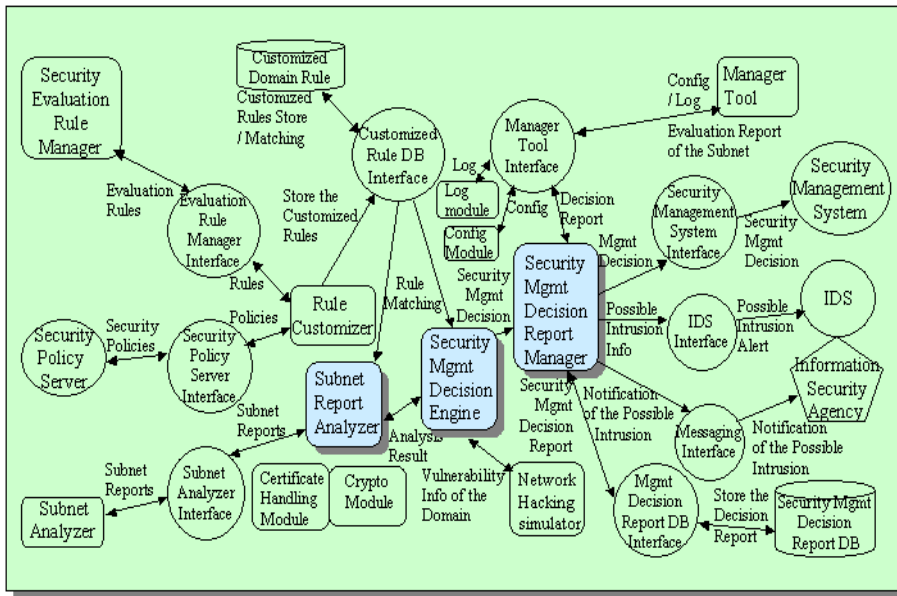 Customized
Domain Rule
Customized
Rules Store
/ Matching
Security
Evaluation
Rule
Manager
Config
/ Log
Manager
Tool
Evaluation Report
of the Subnet
Customized
Rule DB
Interface
Manager
Tool
Interface
Evaluation
Rules
Evaluation
Rule
Manager
Interface
Store the
Customized
Rules
Log
Log
module
Config
Config Module
Decision
Report
Security
Management
System
Interface
Security
Management
System
Security
Mgmt
Decision
Mgmt
Decision
Rules
Rule
Customizer
Policies
Rule
Matching
Security
Mgmt
Decision
Security
Mgmt
Decision
Report
Manager
Possible
Intrusion
Info
IDS
Interface
Possible
Intrusion
Alert
IDS
Security
Policy
Server
Security
Policies
Security
Policy
Server
Interface
Subnet
Report
Analyzer
Security
Mgmt
Decision
Engine
Information
Security
Agency
Notification
of the Possible
Intrusion
Messaging
Interface
Notification
of the Possible
Intrusion
Subnet
Reports
Analysis
Result
Security
Mgmt
Decision
Report
Subnet
Reports
Subnet
Analyzer
Interface
Subnet
Analyzer
Certificate
Handling
Module
Crypto
Module
Vulnerability
Info of the
Domain
Network
Hacking
simulator
Mgmt
Decision
Report DB
Interface
Store the
Decision
Report
Security Mgmt
Decision
Report DB